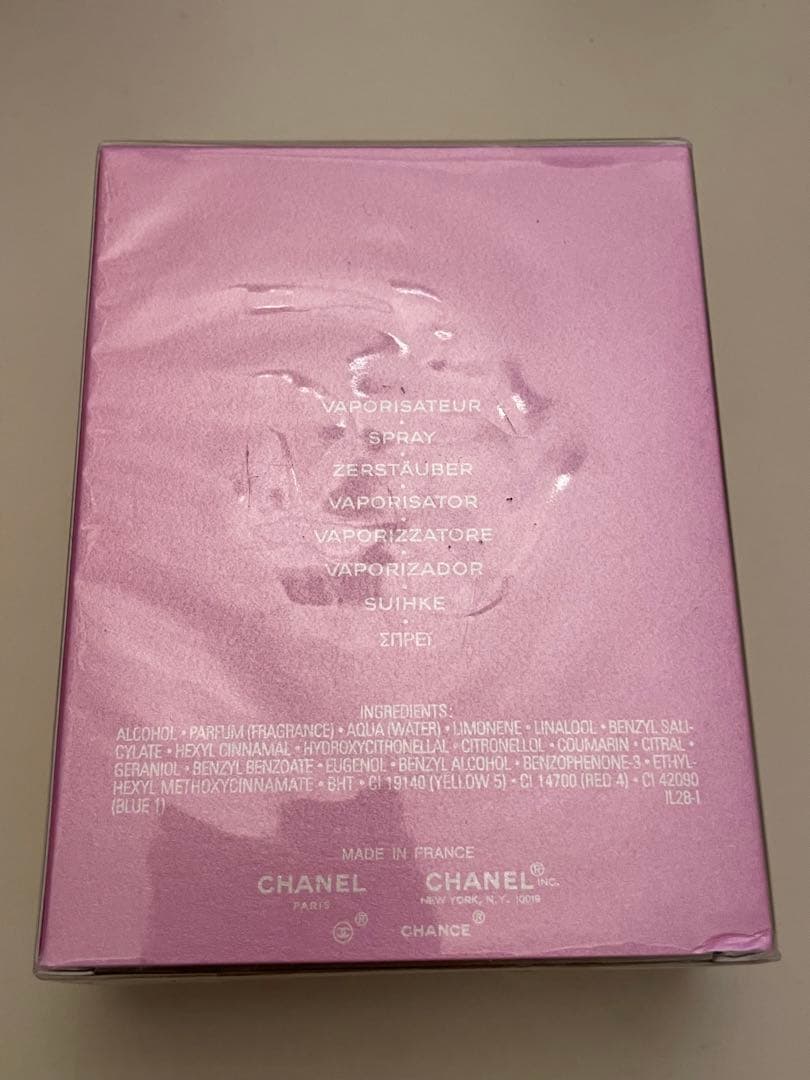 VAPORISATEUR
•
SPRAY
•
ZERSTÄUBER
•
VAPORISATOR
•
VAPORIZZATORE
•
VAPORIZADOR
•
SUIHKE
•
ΣΠΡΕΪ
INGREDIENTS:
ALCOHOL • PARFUM (FRAGRANCE) • AQUA (WATER) • LIMONENE • LINALOOL • BENZYL SALI-
CYLATE • HEXYL CINNAMAL • HYDROXYCITRONELLAL • CITRONELLOL • COUMARIN • CITRAL •
GERANIOL • BENZYL BENZOATE • EUGENOL • BENZYL ALCOHOL • BENZOPHENONE-3 • ETHYL-
HEXYL METHOXYCINNAMATE • BHT • CI 19140 (YELLOW 5) • CI 14700 (RED 4) • CI 42090
(BLUE 1) IL28-I
MADE IN FRANCE
CHANEL CHANEL® INC.
PARIS NEW YORK, N.Y. 10019
® CHANCE®